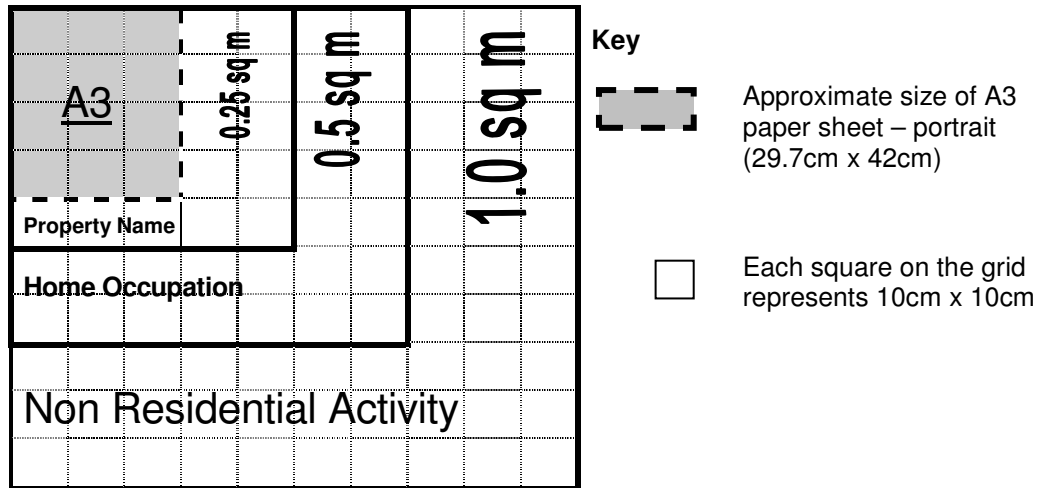 A3
0.25 sq m
0.5 sq m
1.0 sq m
Property Name
Home Occupation
Non Residential Activity
Key
Approximate size of A3
paper sheet – portrait
(29.7cm x 42cm)
Each square on the grid
represents 10cm x 10cm